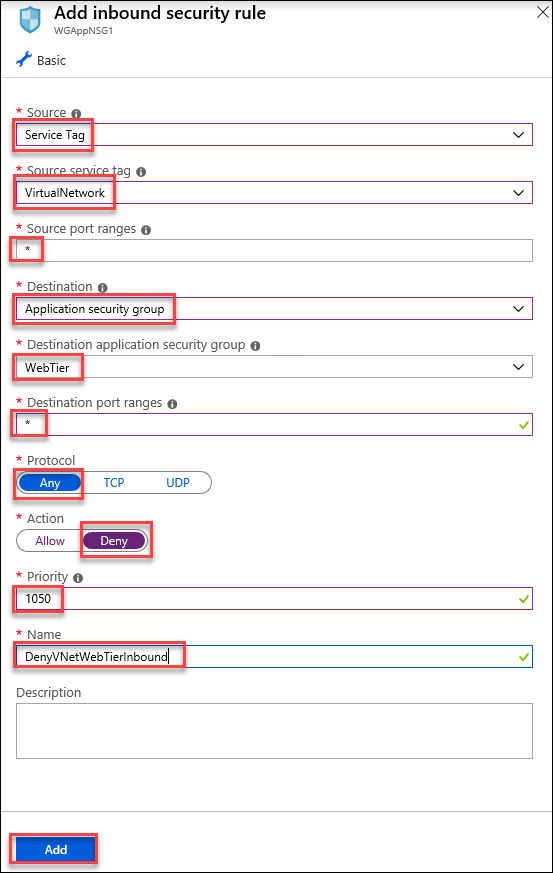 Add inbound security rule
WGAppNSG1
Basic
* Source
Service Tag
* Source service tag
VirtualNetwork
* Source port ranges
*
* Destination
Application security group
* Destination application security group
WebTier
* Destination port ranges
*
* Protocol
Any TCP UDP
* Action
Allow Deny
* Priority
1050
* Name
DenyVNetWebTierInbound
Description
Add